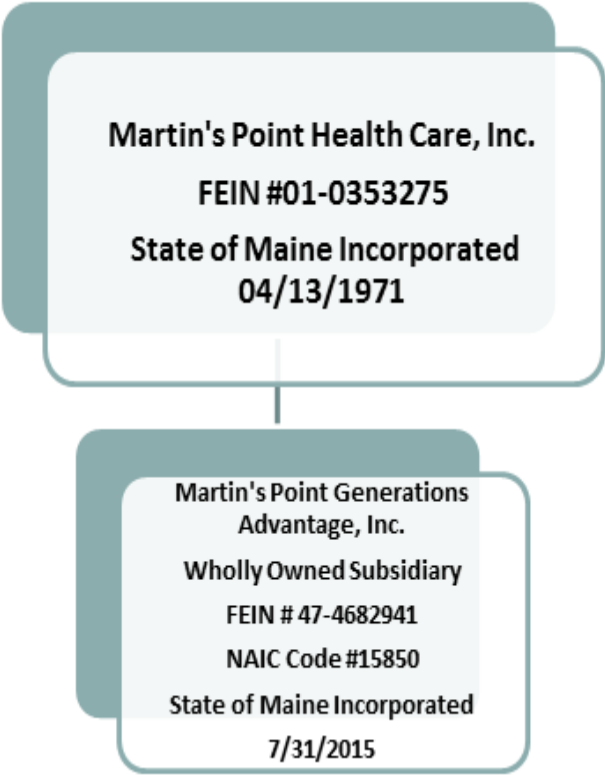 Martin's Point Health Care, Inc.
FEIN #01-0353275
State of Maine Incorporated
04/13/1971
Martin's Point Generations
Advantage, Inc.
Wholly Owned Subsidiary
FEIN # 47-4682941
NAIC Code #15850
State of Maine Incorporated
7/31/2015